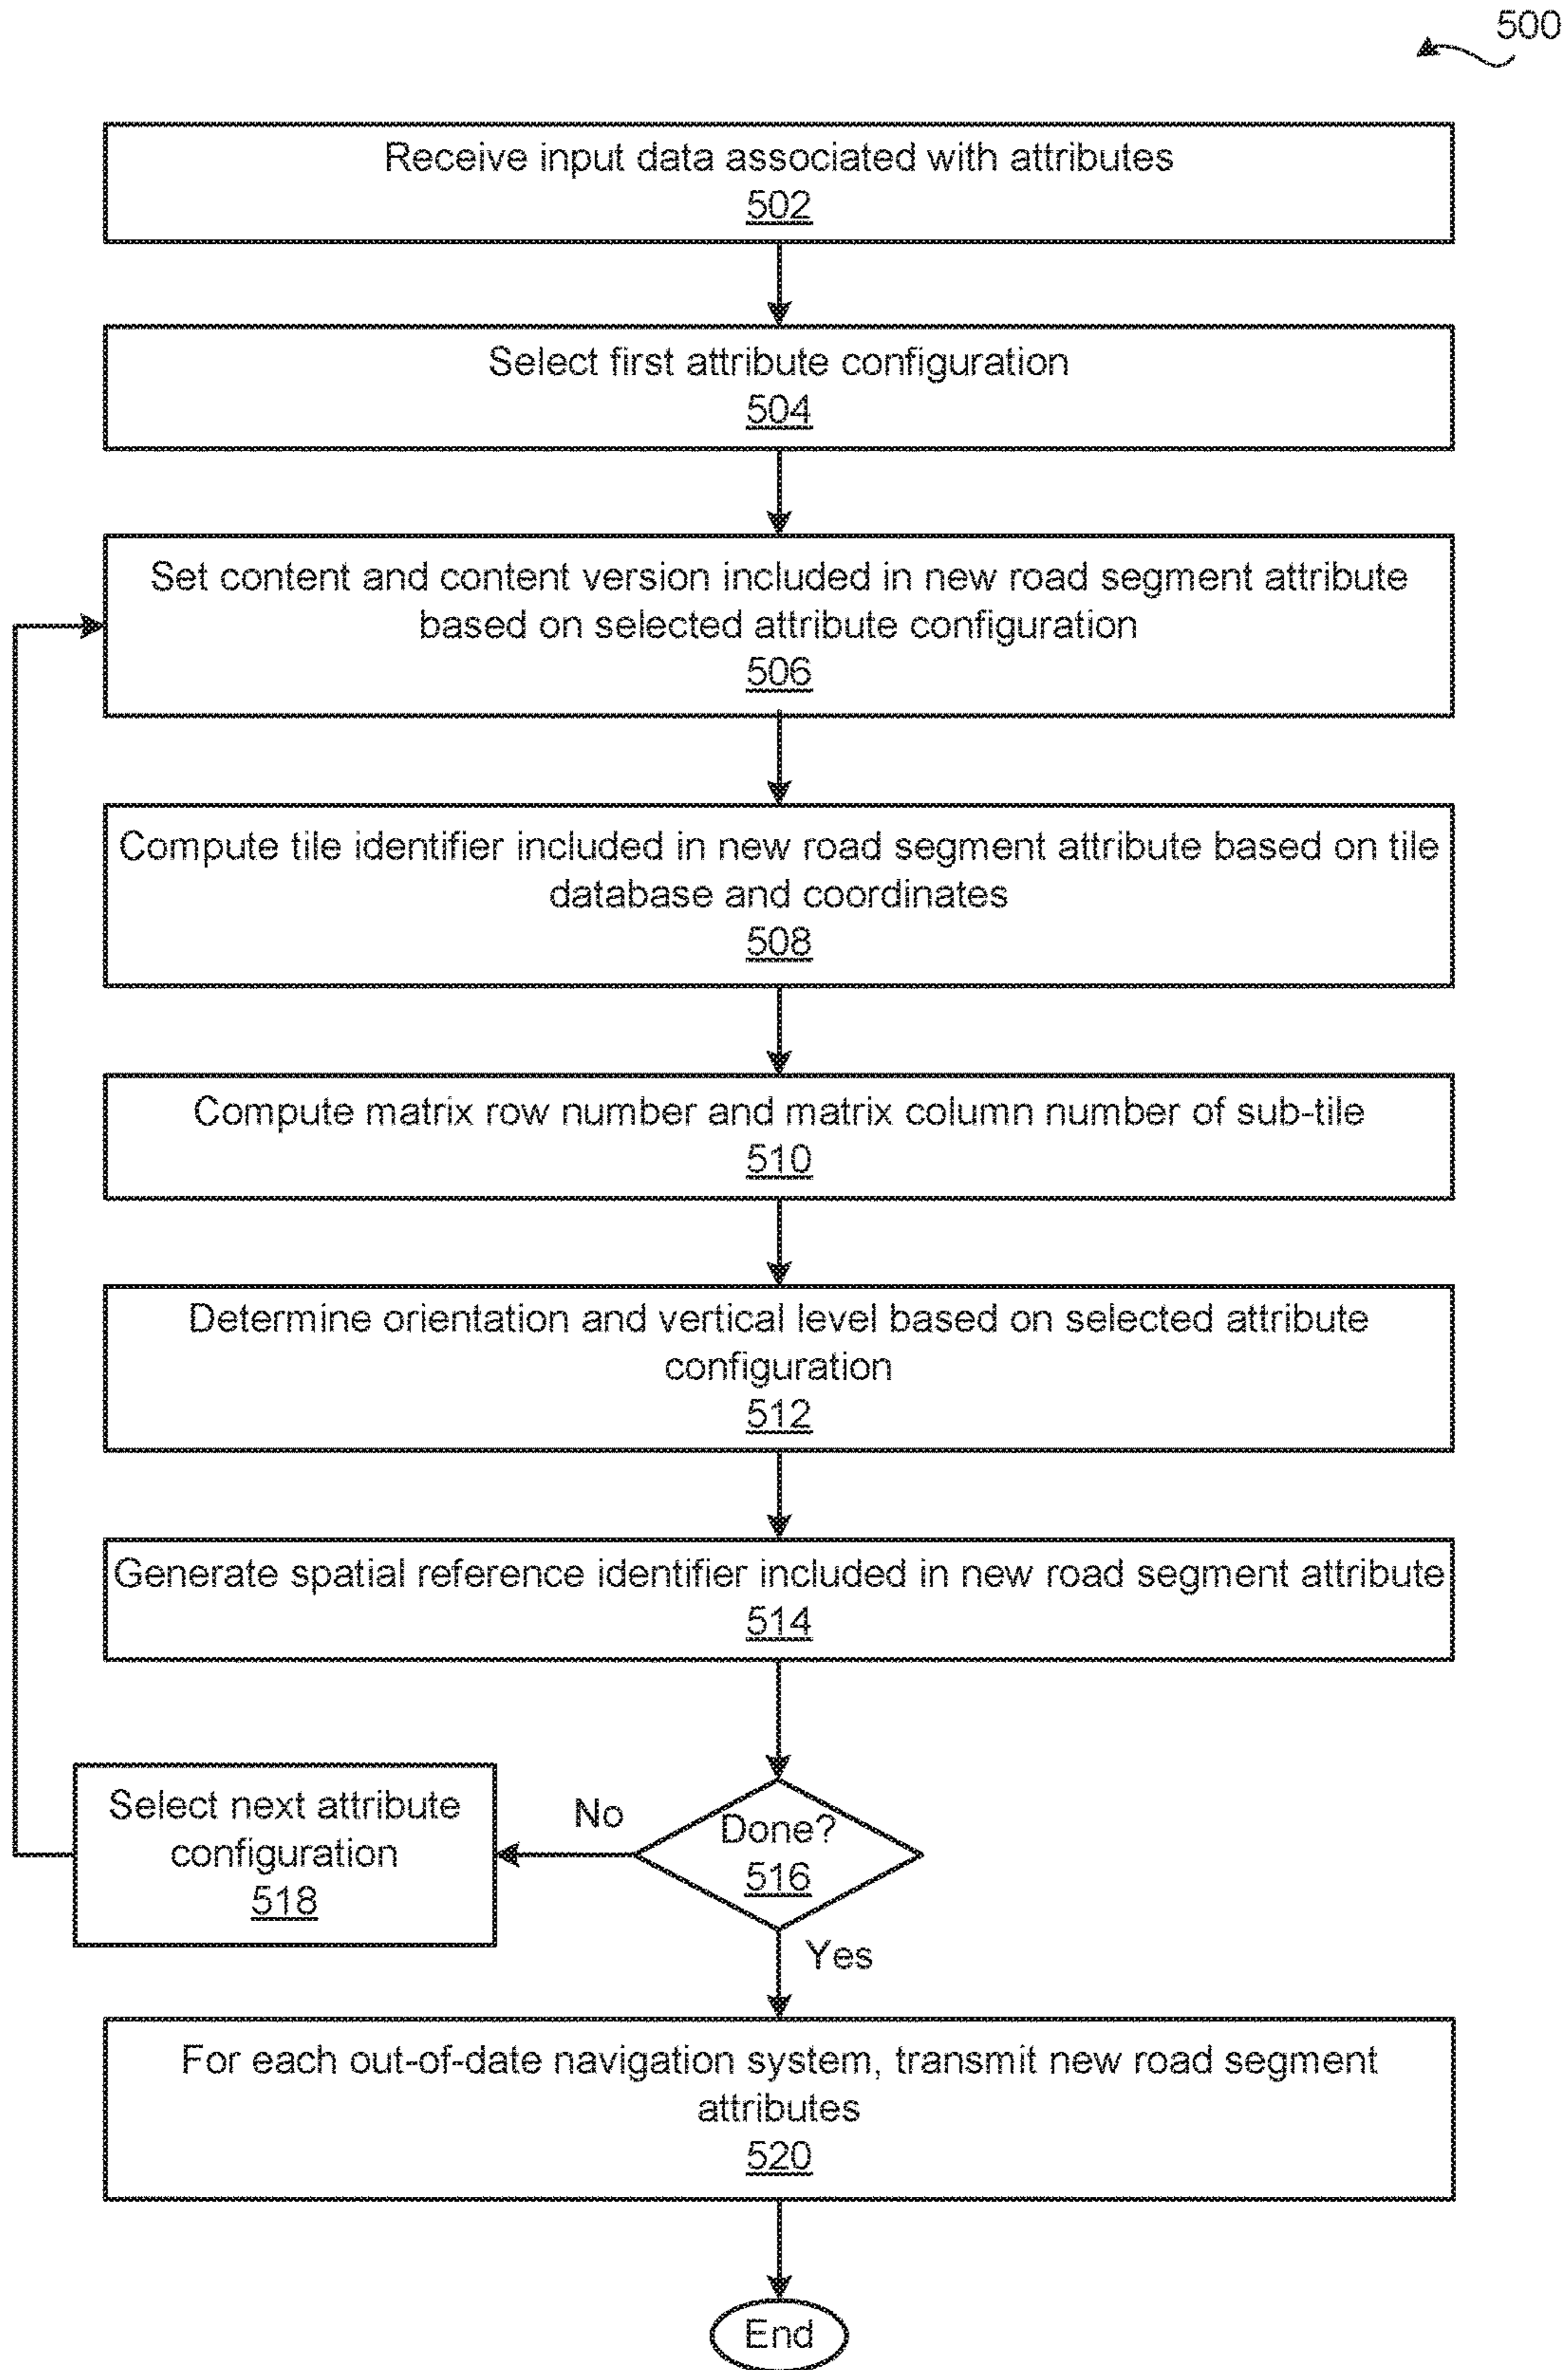 500
Receive input data associated with attributes
502
Select first attribute configuration
504
Set content and content version included in new road segment attribute
based on selected attribute configuration
506
Compute tile identifier included in new road segment attribute based on tile
database and coordinates
508
Compute matrix row number and matrix column number of sub-tile
510
Determine orientation and vertical level based on selected attribute
configuration
512
Generate spatial reference identifier included in new road segment attribute
514
Done?
516
No
Select next attribute
configuration
518
Yes
For each out-of-date navigation system, transmit new road segment
attributes
520
End